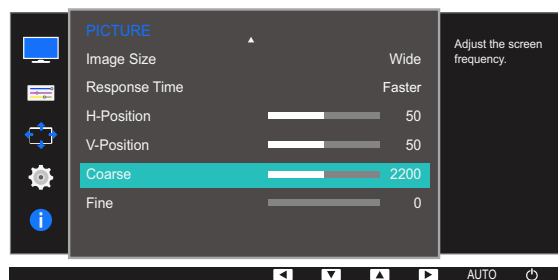 PICTURE
Image Size Wide
Response Time Faster
H-Position 50
V-Position 50
Coarse 2200
Fine 0
Adjust the screen
frequency.
AUTO